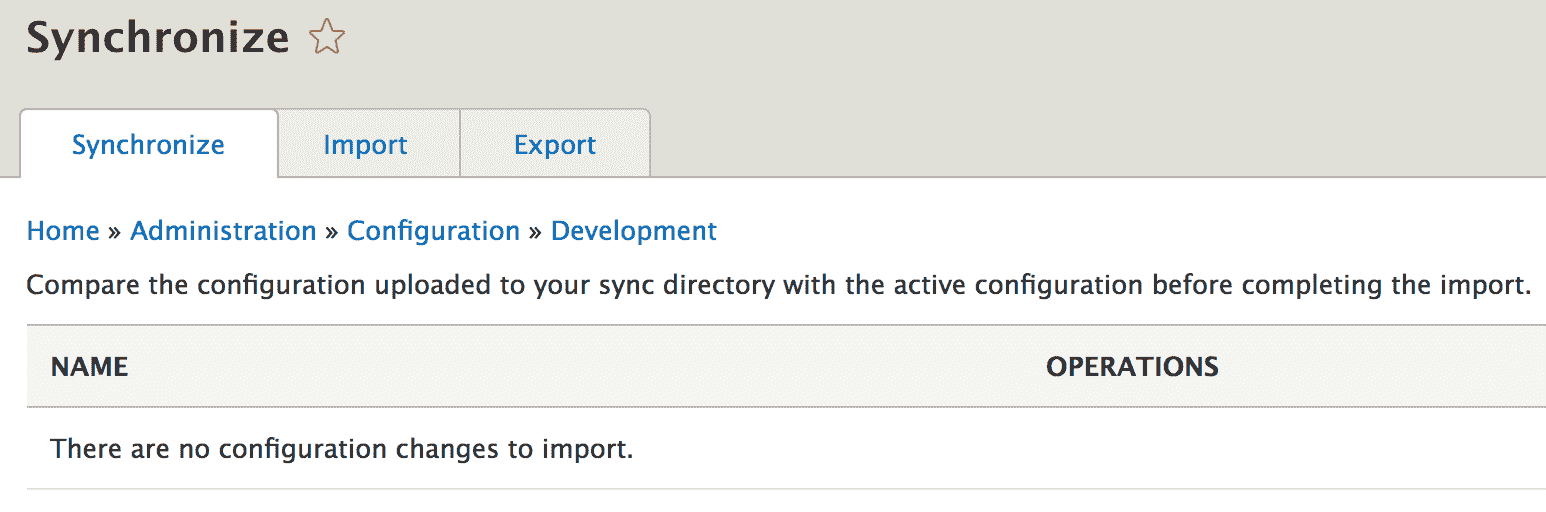 Synchronize
Synchronize Import Export
Home » Administration » Configuration » Development
Compare the configuration uploaded to your sync directory with the active configuration before completing the import.
NAME OPERATIONS
There are no configuration changes to import.